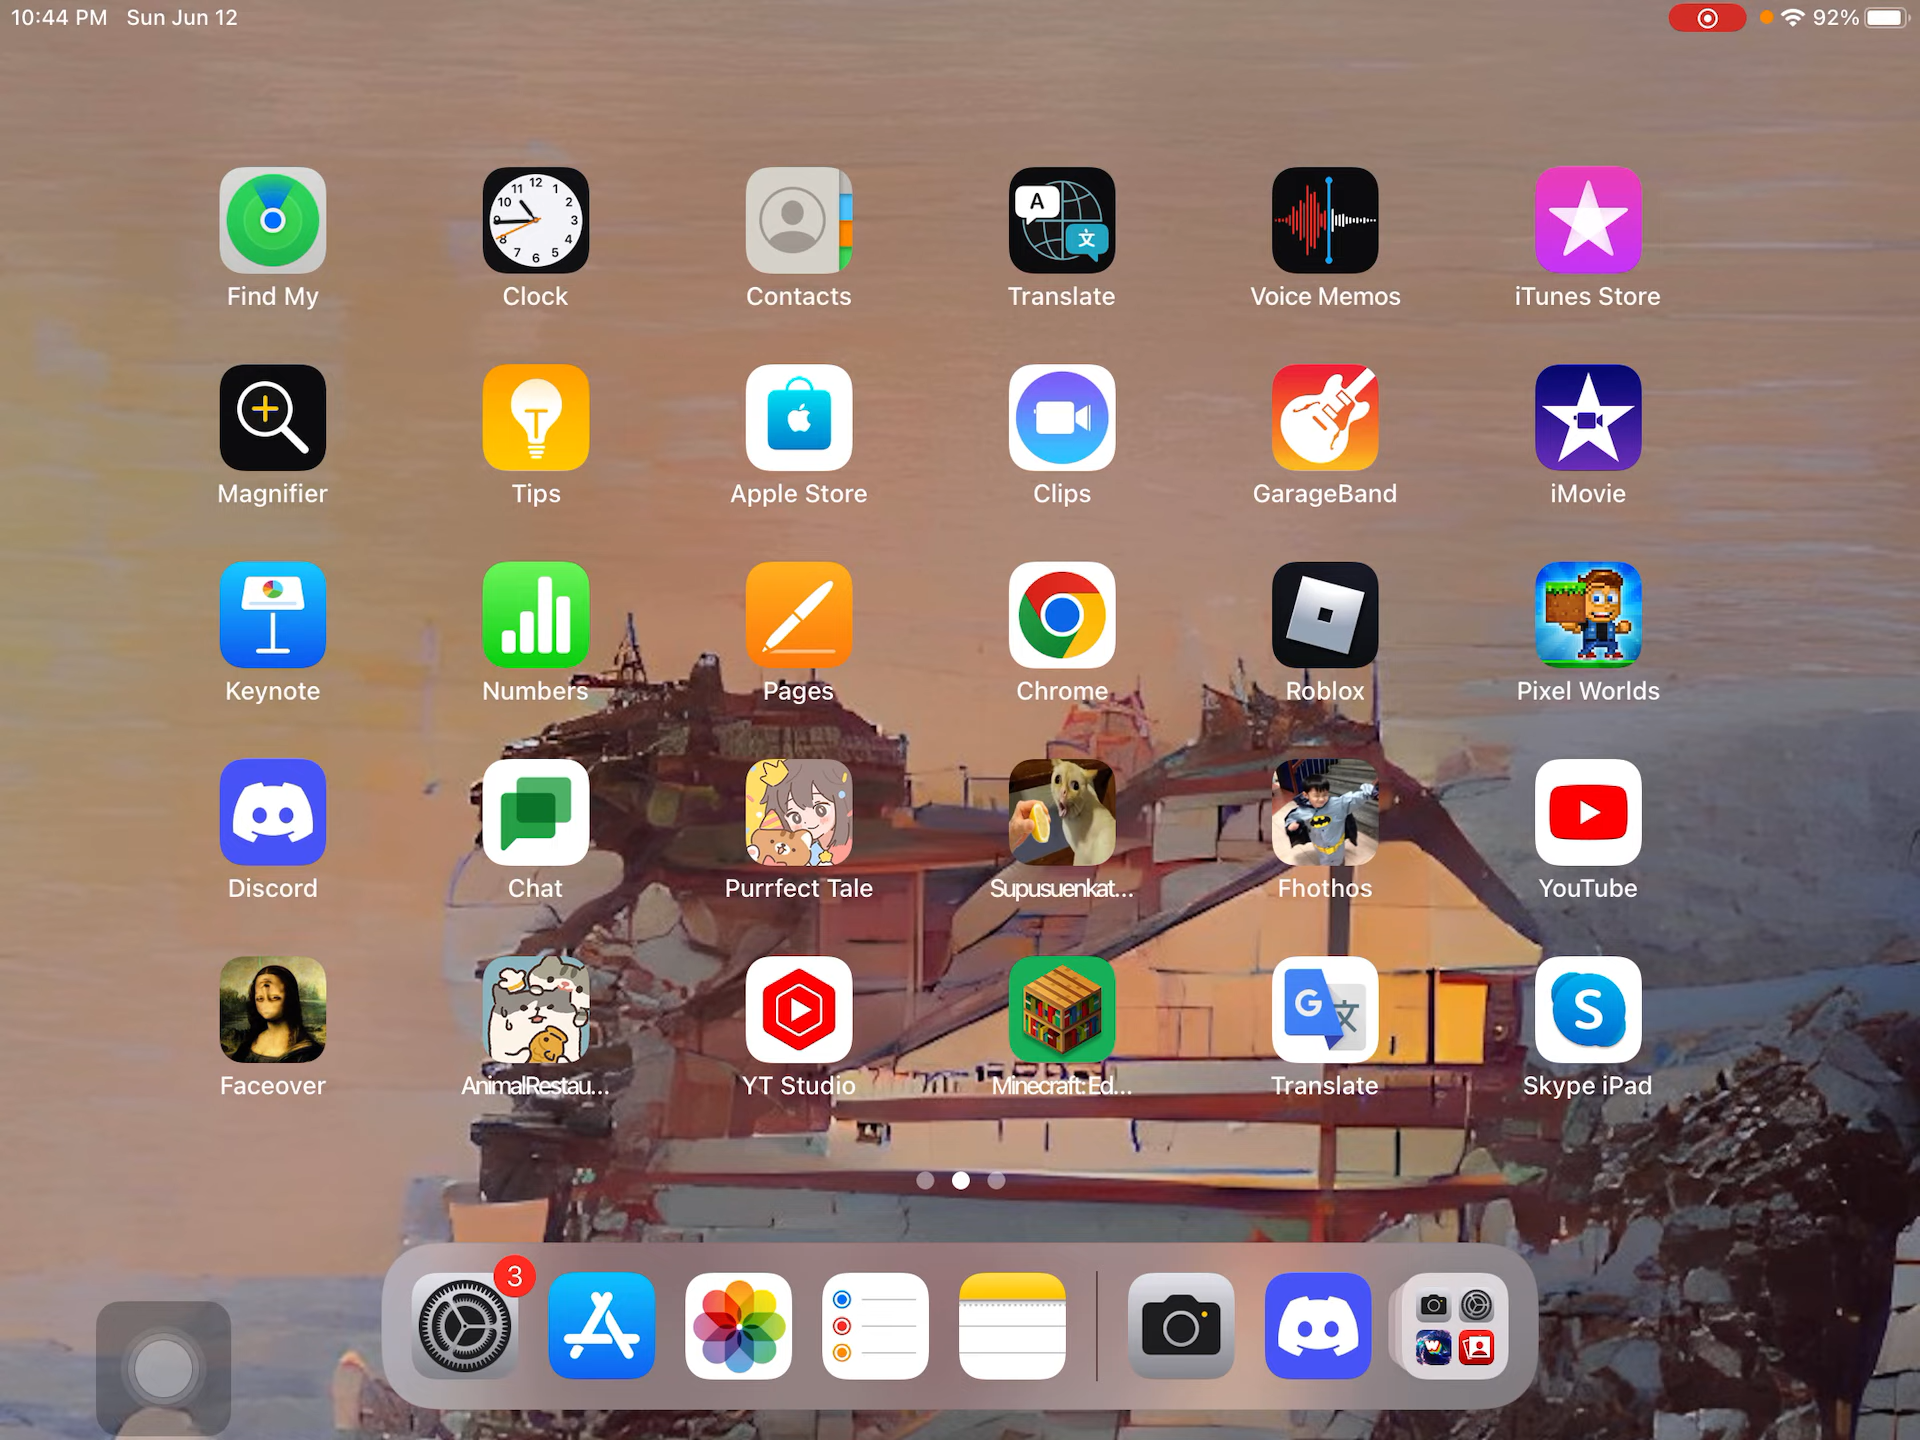 10:44 PM Sun Jun 12 92%
Find My Clock Contacts Translate Voice Memos iTunes Store
Magnifier Tips Apple Store Clips GarageBand iMovie
Keynote Numbers Pages Chrome Roblox Pixel Worlds
Discord Chat Purrfect Tale Supusuenkat... Fhothos YouTube
Faceover AnimalRestau... YT Studio Minecraft: Ed... Translate Skype iPad
3